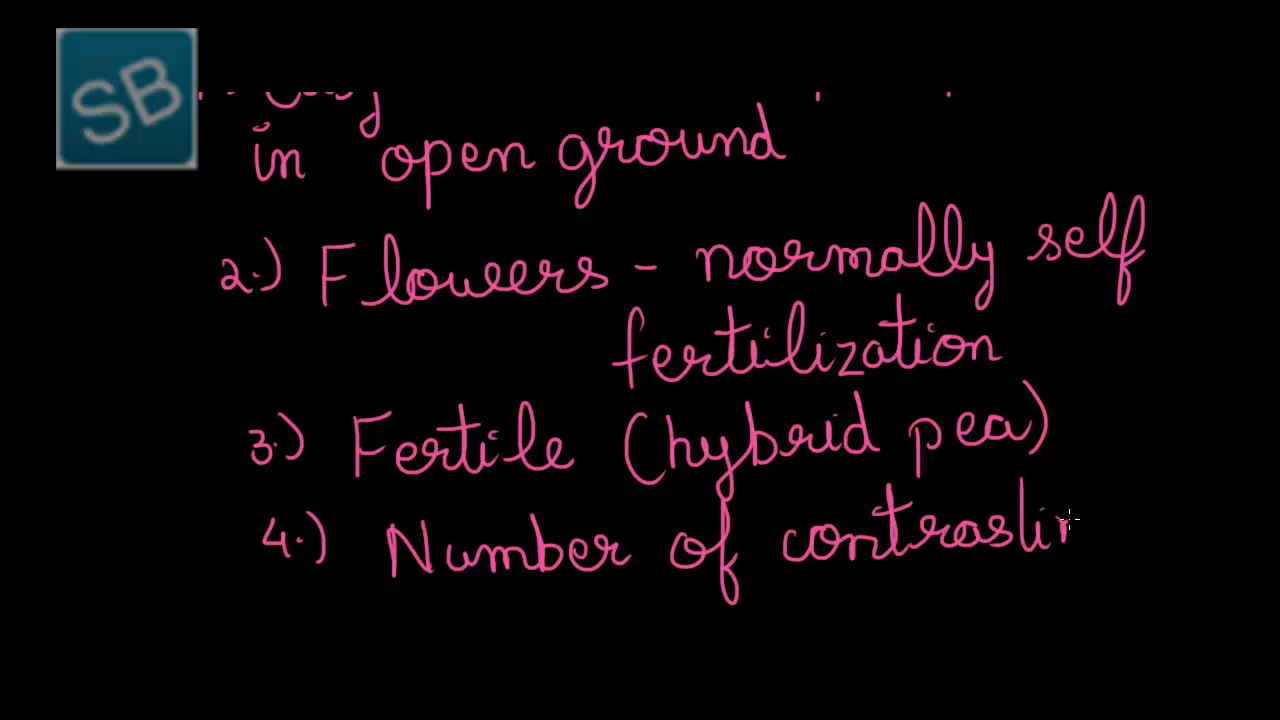 SB
in open ground
2.) Flowers - normally self
fertilization
3.) Fertile (hybrid pea)
4.) Number of